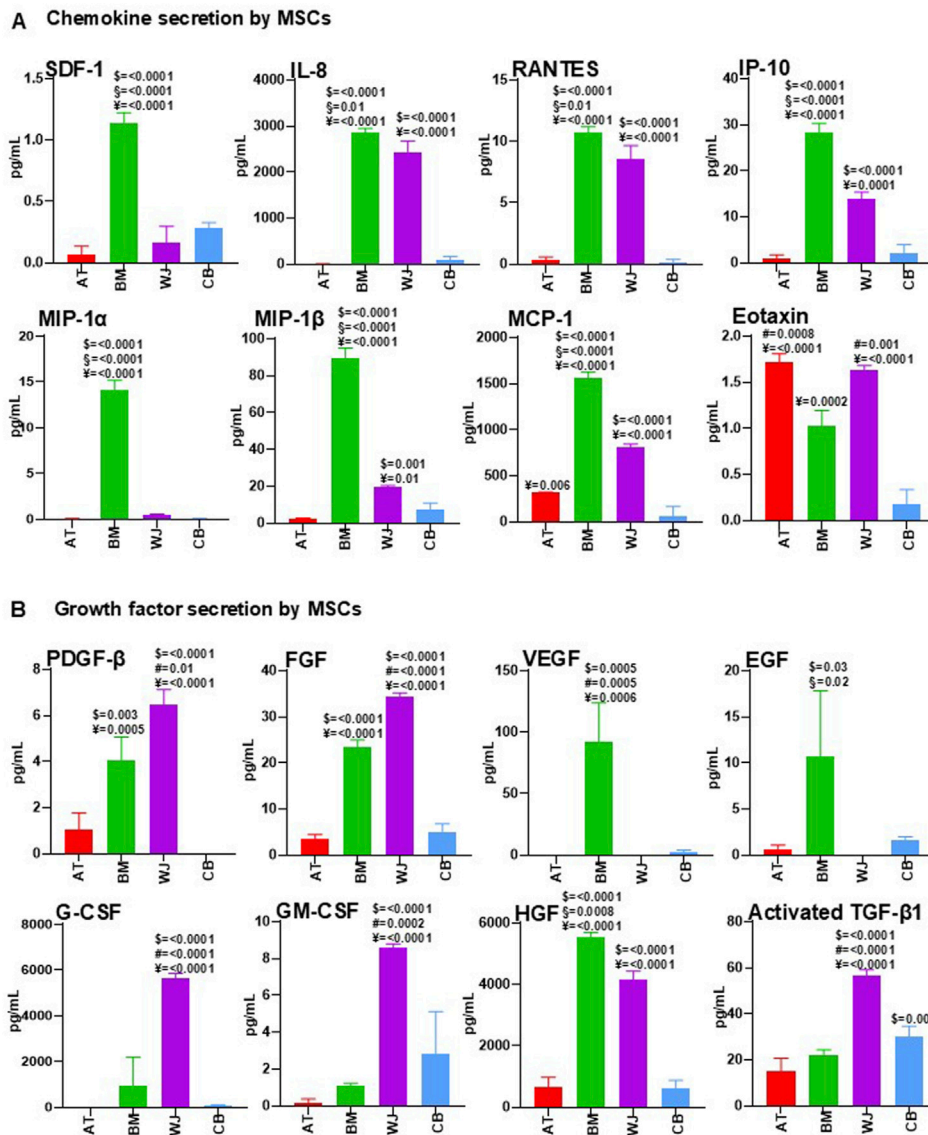 A Chemokine secretion by MSCs
SDF-1
$=<0.0001
§=<0.0001
¥=<0.0001
1.5
1.0
0.5
0.0
pg/mL
AT
BM
WJ
CB
IL-8
$=<0.0001
§=0.01
¥=<0.0001
$=<0.0001
¥=<0.0001
4000
3000
2000
1000
0
pg/mL
AT
BM
WJ
CB
RANTES
$=<0.0001
§=0.01
¥=<0.0001
$=<0.0001
¥=<0.0001
15
10
5
0
pg/mL
AT
BM
WJ
CB
IP-10
$=<0.0001
§=<0.0001
¥=<0.0001
$=<0.0001
¥=0.0001
40
30
20
10
0
pg/mL
AT
BM
WJ
CB
MIP-1α
$=<0.0001
§=<0.0001
¥=<0.0001
20
15
10
5
0
pg/mL
AT
BM
WJ
CB
MIP-1β
$=<0.0001
§=<0.0001
¥=<0.0001
$=0.001
¥=0.01
100
80
60
40
20
0
pg/mL
AT
BM
WJ
CB
MCP-1
$=<0.0001
§=<0.0001
¥=<0.0001
$=<0.0001
¥=<0.0001
¥=0.006
2000
1500
1000
500
0
pg/mL
AT
BM
WJ
CB
Eotaxin
#=0.0008
¥=<0.0001
¥=0.0002
#=0.001
¥=<0.0001
2.0
1.5
1.0
0.5
0.0
pg/mL
AT
BM
WJ
CB
B Growth factor secretion by MSCs
PDGF-β
$=0.003
¥=0.0005
$=<0.0001
#=0.01
¥=<0.0001
8
6
4
2
0
pg/mL
AT
BM
WJ
CB
FGF
$=<0.0001
¥=<0.0001
$=<0.0001
#=<0.0001
¥=<0.0001
40
30
20
10
0
pg/mL
AT
BM
WJ
CB
VEGF
$=0.0005
#=0.0005
¥=0.0006
150
100
50
0
pg/mL
AT
BM
WJ
CB
EGF
$=0.03
§=0.02
20
15
10
5
0
pg/mL
AT
BM
WJ
CB
G-CSF
$=<0.0001
#=<0.0001
¥=<0.0001
8000
6000
4000
2000
0
pg/mL
AT
BM
WJ
CB
GM-CSF
$=<0.0001
#=0.0002
¥=<0.0001
10
8
6
4
2
0
pg/mL
AT
BM
WJ
CB
HGF
$=<0.0001
§=0.0008
¥=<0.0001
$=<0.0001
¥=<0.0001
6000
4000
2000
0
pg/mL
AT
BM
WJ
CB
Activated TGF-β1
$=<0.0001
#=<0.0001
¥=<0.0001
$=0.00
80
60
40
20
0
pg/mL
AT
BM
WJ
CB